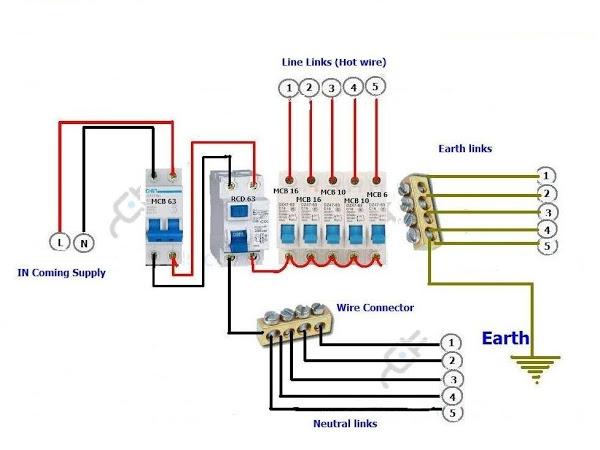 Line Links (Hot wire)
1 2 3 4 5
Earth links
MCB 63
RCD 63
MCB 16
MCB 16
MCB 10
MCB 10
MCB 6
1
2
3
4
5
L N
IN Coming Supply
Wire Connector
Earth
1
2
3
4
5
Neutral links